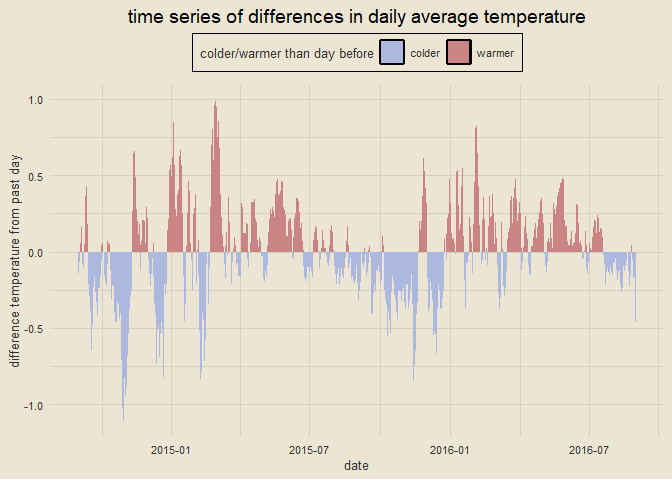 time series of differences in daily average temperature
colder/warmer than day before colder warmer
difference temperature from past day
1.0
0.5
0.0
-0.5
-1.0
2015-01 2015-07 2016-01 2016-07
date